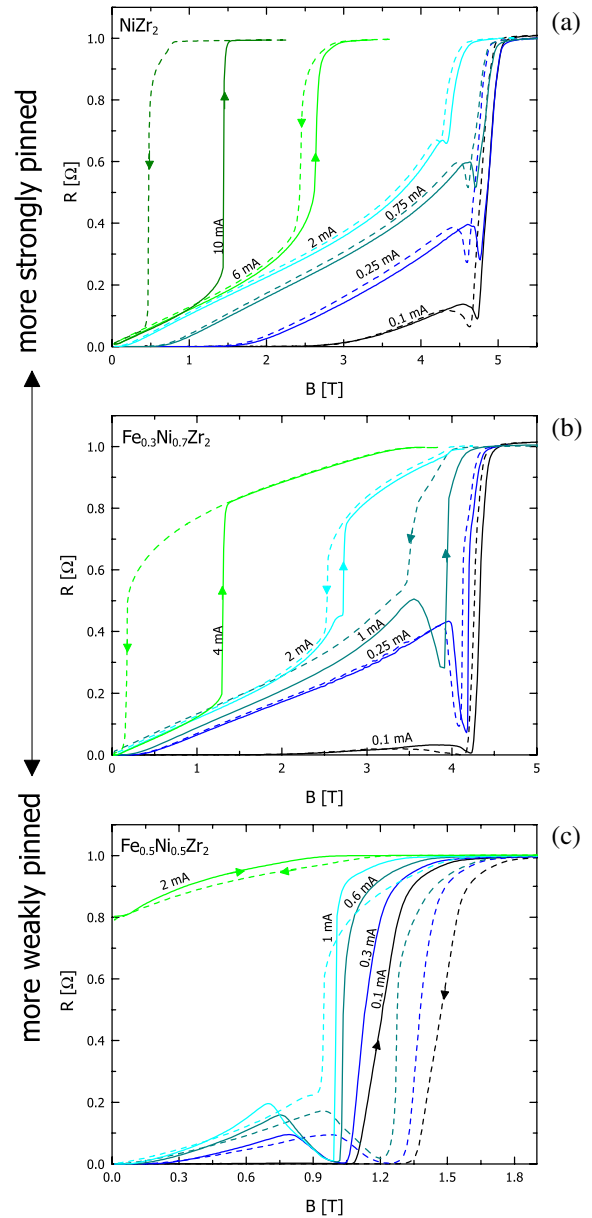 more strongly pinned
more weakly pinned
(a)
NiZr₂
R [Ω]
1.0
0.8
0.6
0.4
0.2
0.0
10 mA
6 mA
2 mA
0.75 mA
0.25 mA
0.1 mA
0 1 2 3 4 5
B [T]
(b)
Fe₀.₃Ni₀.₇Zr₂
R [Ω]
1.0
0.8
0.6
0.4
0.2
0.0
4 mA
2 mA
1 mA
0.25 mA
0.1 mA
0 1 2 3 4 5
B [T]
(c)
Fe₀.₅Ni₀.₅Zr₂
R [Ω]
1.0
0.8
0.6
0.4
0.2
0.0
2 mA
1 mA
0.6 mA
0.3 mA
0.1 mA
0.0 0.3 0.6 0.9 1.2 1.5 1.8
B [T]